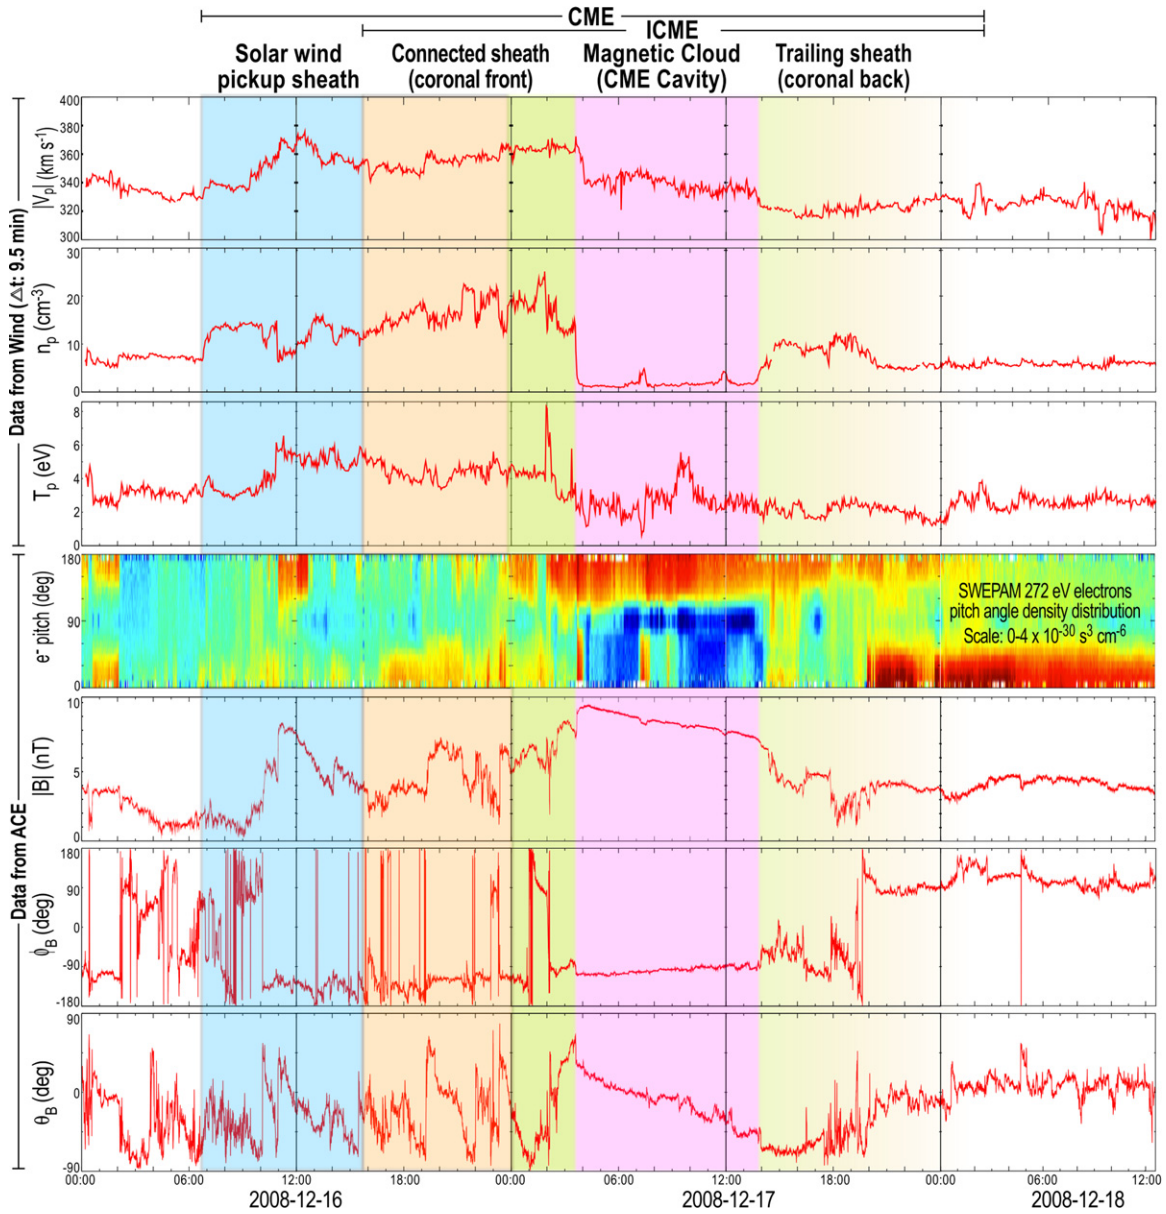 CME
ICME
Solar wind
pickup sheath
Connected sheath
(coronal front)
Magnetic Cloud
(CME Cavity)
Trailing sheath
(coronal back)
Data from Wind (Δt: 9.5 min)
|Vp| (km s⁻¹)
400
380
360
340
320
300
np (cm⁻³)
30
20
10
0
Tp (eV)
8
6
4
2
0
Data from ACE
e⁻ pitch (deg)
180
90
0
SWEPAM 272 eV electrons
pitch angle density distribution
Scale: 0-4 x 10⁻³⁰ s³ cm⁻⁶
|B| (nT)
10
5
0
ϕB (deg)
180
90
0
-90
-180
θB (deg)
90
0
-90
00:00 06:00 12:00 18:00 00:00 06:00 12:00 18:00 00:00 06:00 12:00
2008-12-16 2008-12-17 2008-12-18